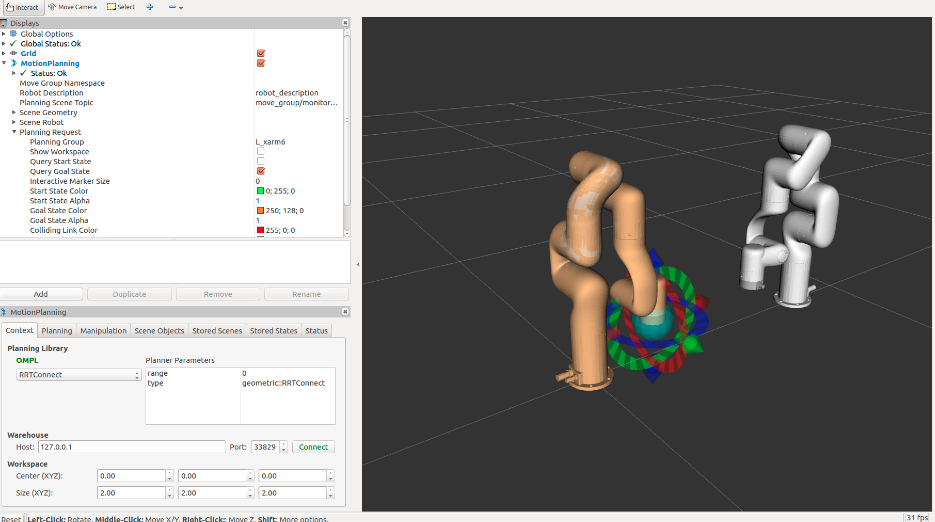 Interact Move Camera Select
Displays
Global Options
Global Status: Ok
Grid
MotionPlanning
Status: Ok
Move Group Namespace
Robot Description robot_description
Planning Scene Topic move_group/monitor...
Scene Geometry
Scene Robot
Planning Request
Planning Group L_xarm6
Show Workspace
Query Start State
Query Goal State
Interactive Marker Size 0
Start State Color 0; 255; 0
Start State Alpha 1
Goal State Color 250; 128; 0
Goal State Alpha 1
Colliding Link Color 255; 0; 0
Add Duplicate Remove Rename
MotionPlanning
Context Planning Manipulation Scene Objects Stored Scenes Stored States Status
Planning Library
OMPL Planner Parameters
RRTConnect range 0
type geometric::RRTConnect
Warehouse
Host: 127.0.0.1 Port: 33829 Connect
Workspace
Center (XYZ): 0.00 0.00 0.00
Size (XYZ): 2.00 2.00 2.00
Reset Left-Click: Rotate. Middle-Click: Move X/Y. Right-Click:: Move Z. Shift: More options. 31 fps